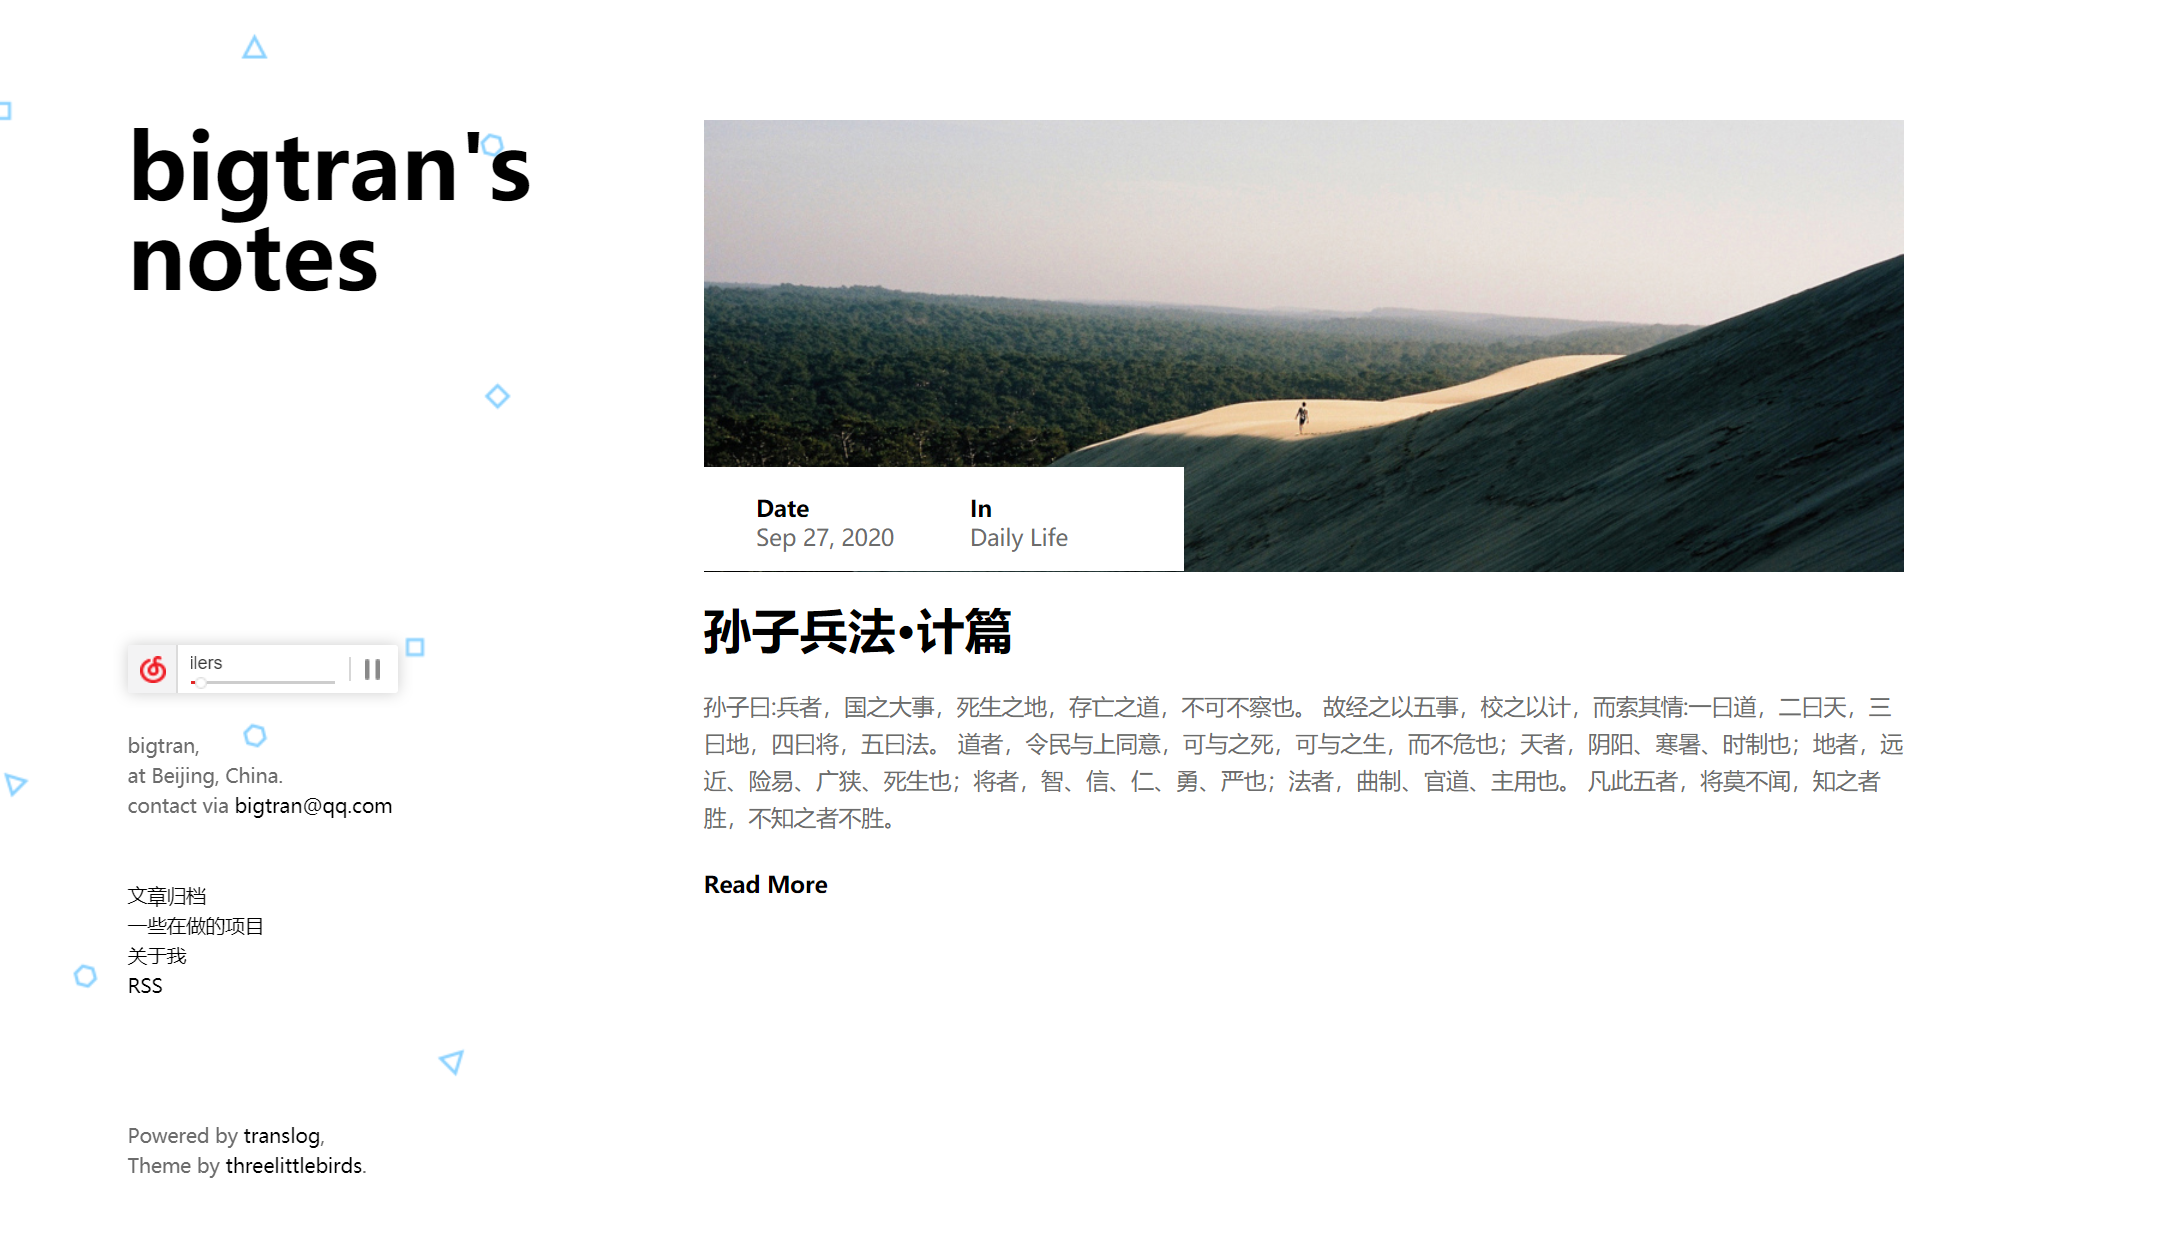 bigtran's
notes
ilers
bigtran,
at Beijing, China.
contact via bigtran@qq.com
文章归档
一些在做的项目
关于我
RSS
Powered by translog,
Theme by threelittlebirds.
Date
Sep 27, 2020
In
Daily Life
孙子兵法•计篇
孙子曰:兵者，国之大事，死生之地，存亡之道，不可不察也。 故经之以五事，校之以计，而索其情:一曰道，二曰天，三
曰地，四曰将，五曰法。 道者，令民与上同意，可与之死，可与之生，而不危也；天者，阴阳、寒暑、时制也；地者，远
近、险易、广狭、死生也；将者，智、信、仁、勇、严也；法者，曲制、官道、主用也。 凡此五者，将莫不闻，知之者
胜，不知之者不胜。
Read More